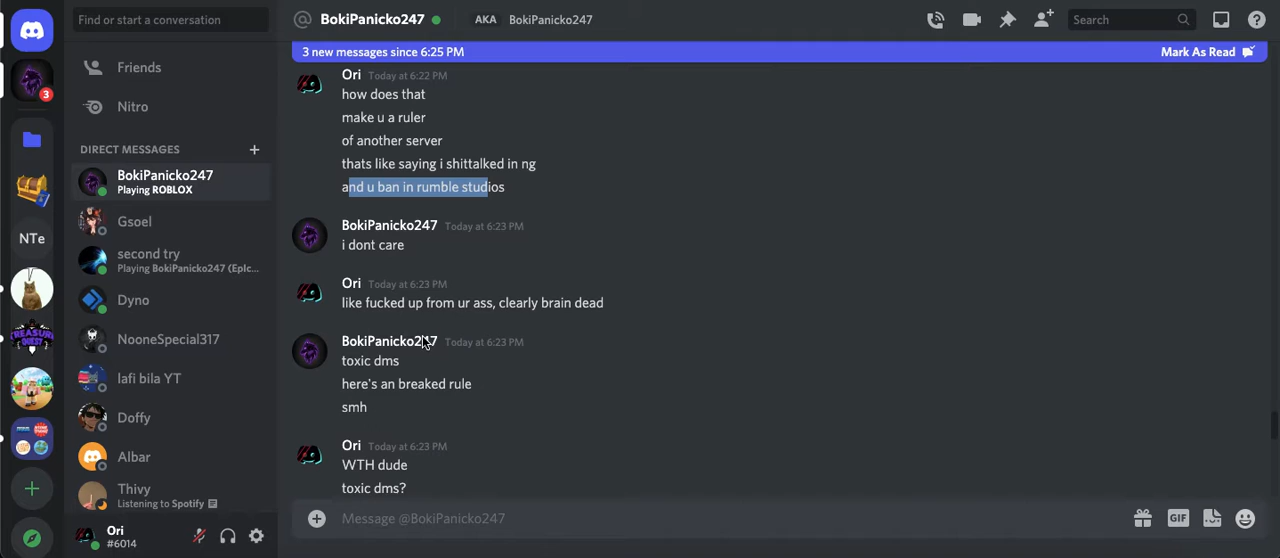 Find or start a conversation
BokiPanicko247
AKA BokiPanicko247
Search
3 new messages since 6:25 PM
Mark As Read
3
Friends
Nitro
DIRECT MESSAGES
BokiPanicko247
Playing ROBLOX
Gsoel
second try
Playing BokiPanicko247 (EpIc...
Dyno
NooneSpecial317
lafi bila YT
Doffy
Albar
Thivy
Listening to Spotify
Ori
#6014
NTe
TREASURE
QUEST
Ori Today at 6:22 PM
how does that
make u a ruler
of another server
thats like saying i shittalked in ng
and u ban in rumble studios
BokiPanicko247 Today at 6:23 PM
i dont care
Ori Today at 6:23 PM
like fucked up from ur ass, clearly brain dead
BokiPanicko247 Today at 6:23 PM
toxic dms
here's an breaked rule
smh
Ori Today at 6:23 PM
WTH dude
toxic dms?
Message @BokiPanicko247
GIF